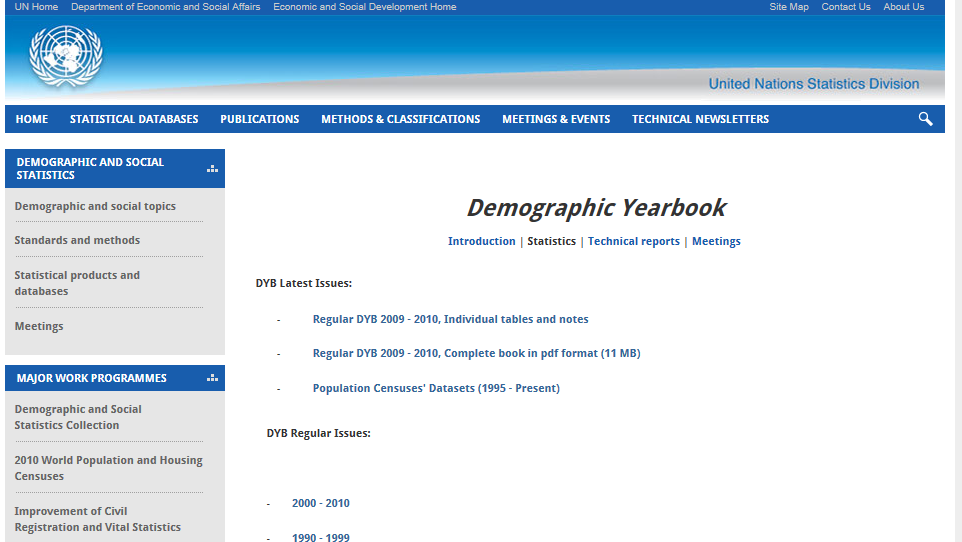 UN Home Department of Economic and Social Affairs Economic and Social Development Home Site Map Contact Us About Us
United Nations Statistics Division
HOME STATISTICAL DATABASES PUBLICATIONS METHODS & CLASSIFICATIONS MEETINGS & EVENTS TECHNICAL NEWSLETTERS
DEMOGRAPHIC AND SOCIAL
STATISTICS
Demographic and social topics
Standards and methods
Statistical products and
databases
Meetings
MAJOR WORK PROGRAMMES
Demographic and Social
Statistics Collection
2010 World Population and Housing
Censuses
Improvement of Civil
Registration and Vital Statistics
Demographic Yearbook
Introduction | Statistics | Technical reports | Meetings
DYB Latest Issues:
- Regular DYB 2009 - 2010, Individual tables and notes
- Regular DYB 2009 - 2010, Complete book in pdf format (11 MB)
- Population Censuses' Datasets (1995 - Present)
DYB Regular Issues:
- 2000 - 2010
- 1990 - 1999